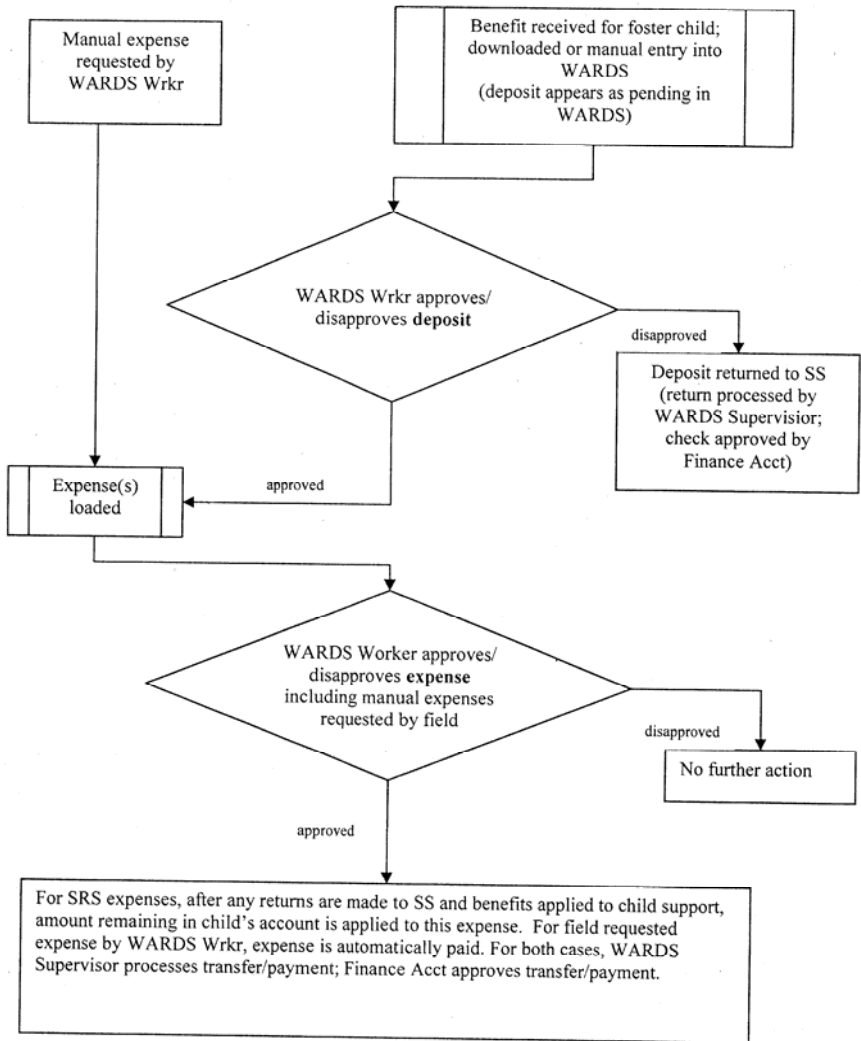 Manual expense
requested by
WARDS Wrkr
Benefit received for foster child;
downloaded or manual entry into
WARDS
(deposit appears as pending in
WARDS)
WARDS Wrkr approves/
disapproves deposit
disapproved
Deposit returned to SS
(return processed by
WARDS Supervisior;
check approved by
Finance Acct)
approved
Expense(s)
loaded
WARDS Worker approves/
disapproves expense
including manual expenses
requested by field
disapproved
No further action
approved
For SRS expenses, after any returns are made to SS and benefits applied to child support,
amount remaining in child's account is applied to this expense. For field requested
expense by WARDS Wrkr, expense is automatically paid. For both cases, WARDS
Supervisor processes transfer/payment; Finance Acct approves transfer/payment.